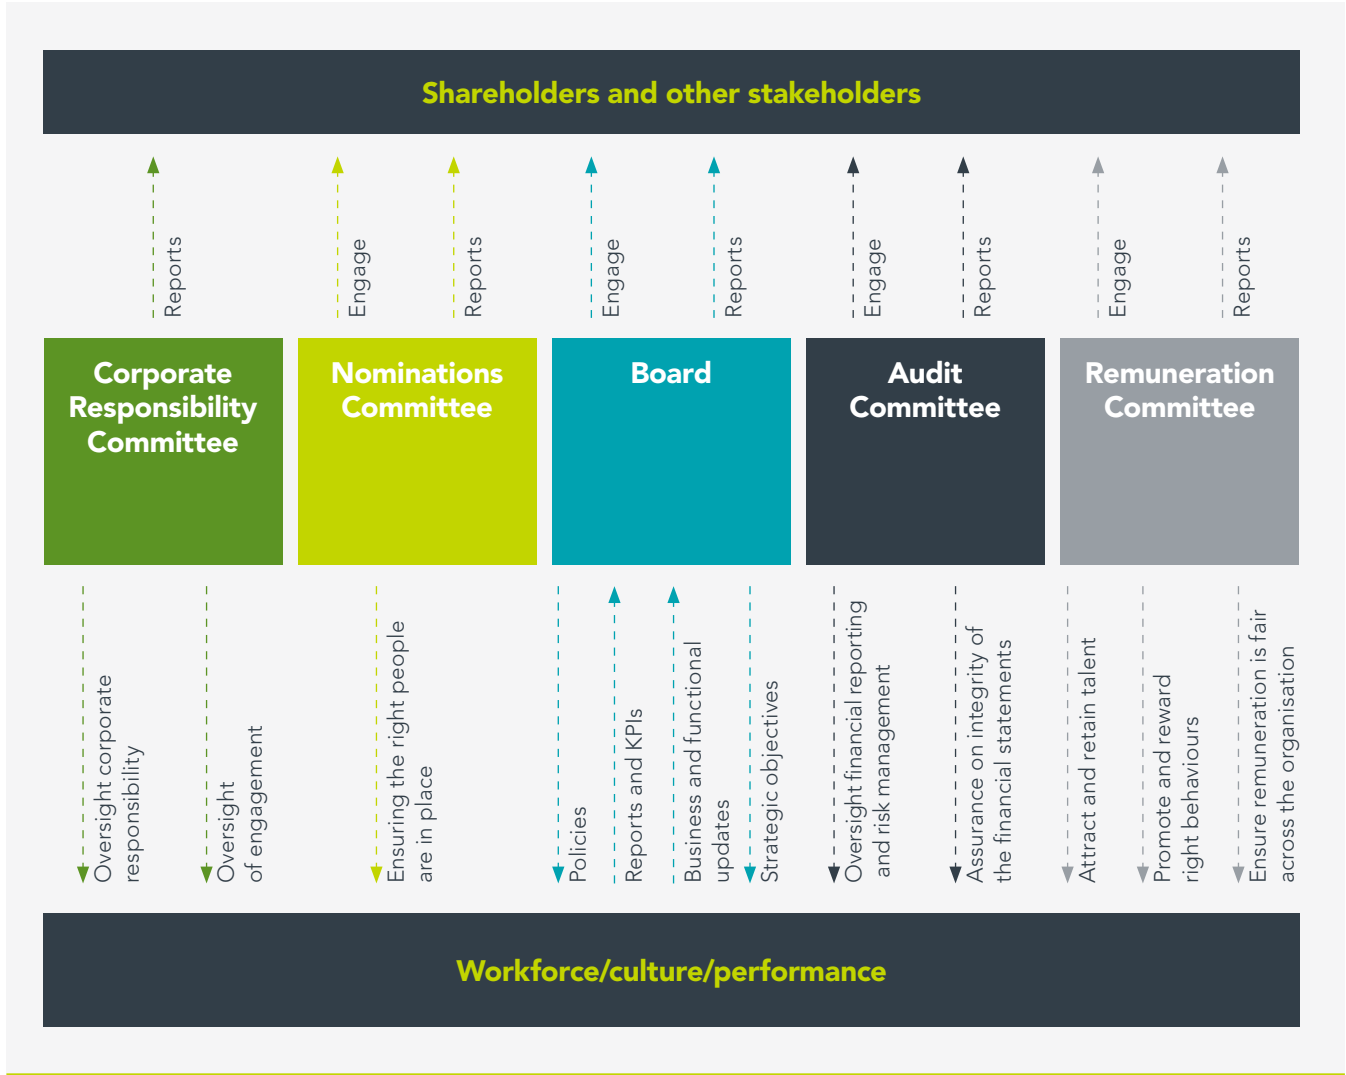 Shareholders and other stakeholders
Reports
Engage
Reports
Engage
Reports
Engage
Reports
Engage
Reports
Corporate
Responsibility
Committee
Nominations
Committee
Board
Audit
Committee
Remuneration
Committee
Oversight corporate
responsibility
Oversight
of engagement
Ensuring the right people
are in place
Policies
Reports and KPIs
Business and functional
updates
Strategic objectives
Oversight financial reporting
and risk management
Assurance on integrity of
the financial statements
Attract and retain talent
Promote and reward
right behaviours
Ensure remuneration is fair
across the organisation
Workforce/culture/performance